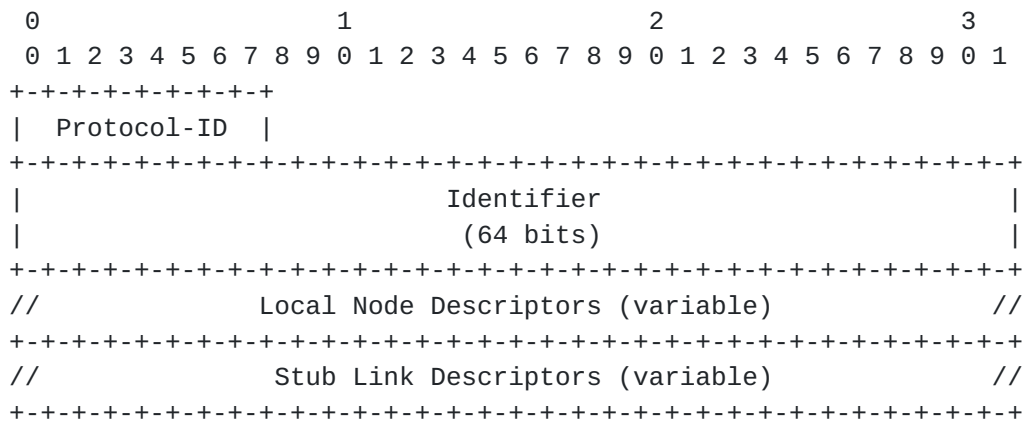 0                   1                   2                   3
 0 1 2 3 4 5 6 7 8 9 0 1 2 3 4 5 6 7 8 9 0 1 2 3 4 5 6 7 8 9 0 1
+-+-+-+-+-+-+-+-+
|  Protocol-ID  |
+-+-+-+-+-+-+-+-+-+-+-+-+-+-+-+-+-+-+-+-+-+-+-+-+-+-+-+-+-+-+-+-+
|                           Identifier                          |
|                            (64 bits)                          |
+-+-+-+-+-+-+-+-+-+-+-+-+-+-+-+-+-+-+-+-+-+-+-+-+-+-+-+-+-+-+-+-+
//              Local Node Descriptors (variable)              //
+-+-+-+-+-+-+-+-+-+-+-+-+-+-+-+-+-+-+-+-+-+-+-+-+-+-+-+-+-+-+-+-+
//               Stub Link Descriptors (variable)              //
+-+-+-+-+-+-+-+-+-+-+-+-+-+-+-+-+-+-+-+-+-+-+-+-+-+-+-+-+-+-+-+-+